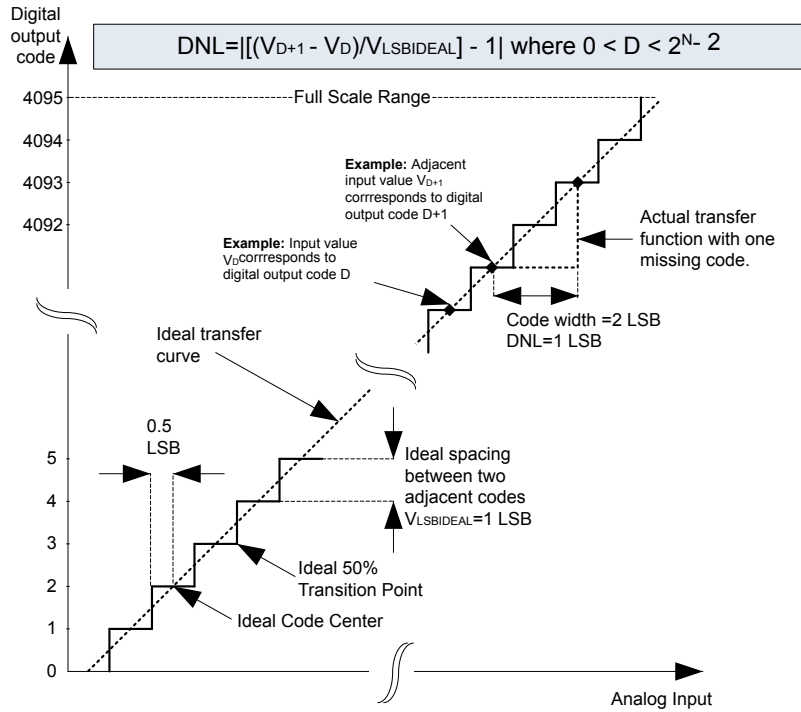 Digital
output
code
DNL=|[(VD+1 - VD)/VLSBIDEAL] - 1| where 0 < D < 2^N - 2
4095
Full Scale Range
4094
4093
4092
Example: Adjacent
input value VD+1
corrresponds to digital
output code D+1
Example: Input value
VDcorrresponds to
digital output code D
Actual transfer
function with one
missing code.
Code width =2 LSB
DNL=1 LSB
Ideal transfer
curve
0.5
LSB
5
4
3
2
1
0
Ideal spacing
between two
adjacent codes
VLSBIDEAL=1 LSB
Ideal 50%
Transition Point
Ideal Code Center
Analog Input